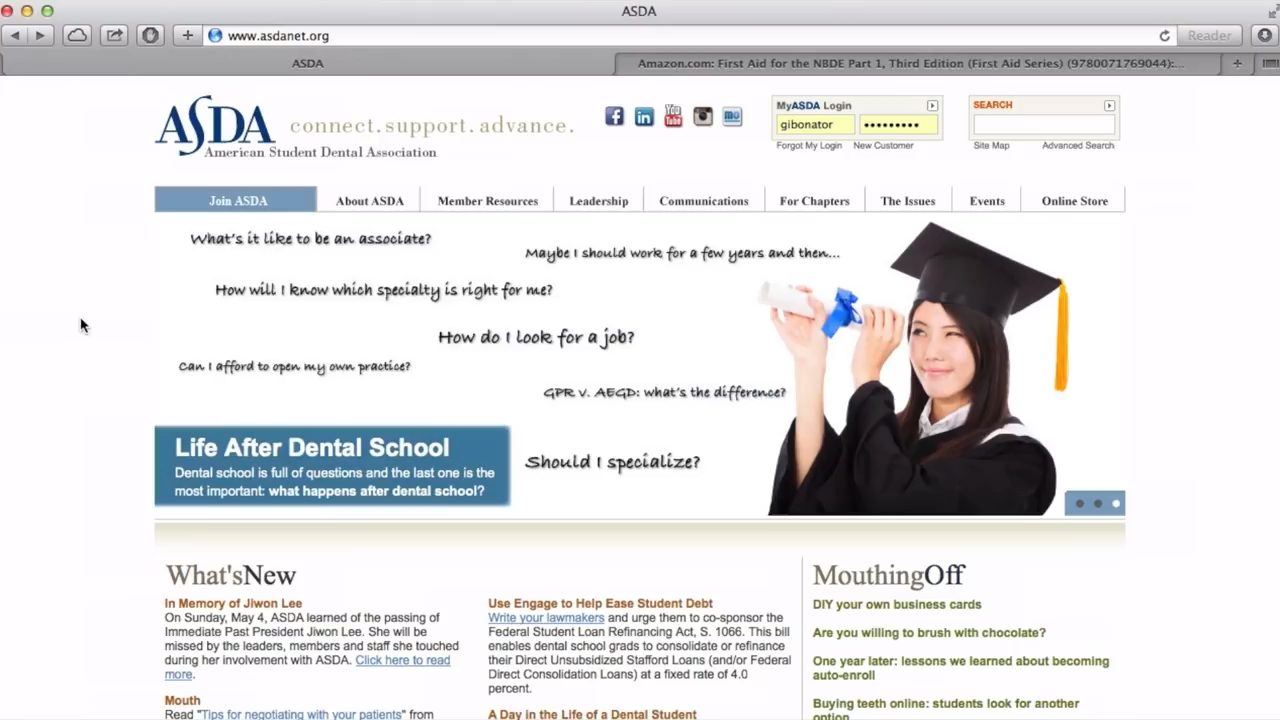 ASDA
www.asdanet.org
Reader
ASDA
Amazon.com: First Aid for the NBDE Part 1, Third Edition (First Aid Series) (9780071769044):...
ASDA connect.support.advance.
American Student Dental Association
You Tube
MyASDA Login
gibonator
Forgot My Login New Customer
SEARCH
Site Map Advanced Search
Join ASDA About ASDA Member Resources Leadership Communications For Chapters The Issues Events Online Store
What's it like to be an associate?
Maybe I should work for a few years and then...
How will I know which specialty is right for me?
How do I look for a job?
Can I afford to open my own practice?
GPR v. AEGD: what's the difference?
Should I specialize?
Life After Dental School
Dental school is full of questions and the last one is the
most important: what happens after dental school?
What'sNew
In Memory of Jiwon Lee
On Sunday, May 4, ASDA learned of the passing of
Immediate Past President Jiwon Lee. She will be
missed by the leaders, members and staff she touched
during her involvement with ASDA. Click here to read
more.
Mouth
Read "Tips for negotiating with your patients" from
Use Engage to Help Ease Student Debt
Write your lawmakers and urge them to co-sponsor the
Federal Student Loan Refinancing Act, S. 1066. This bill
enables dental school grads to consolidate or refinance
their Direct Unsubsidized Stafford Loans (and/or Federal
Direct Consolidation Loans) at a fixed rate of 4.0
percent.
A Day in the Life of a Dental Student
MouthingOff
DIY your own business cards
Are you willing to brush with chocolate?
One year later: lessons we learned about becoming
auto-enroll
Buying teeth online: students look for another
option